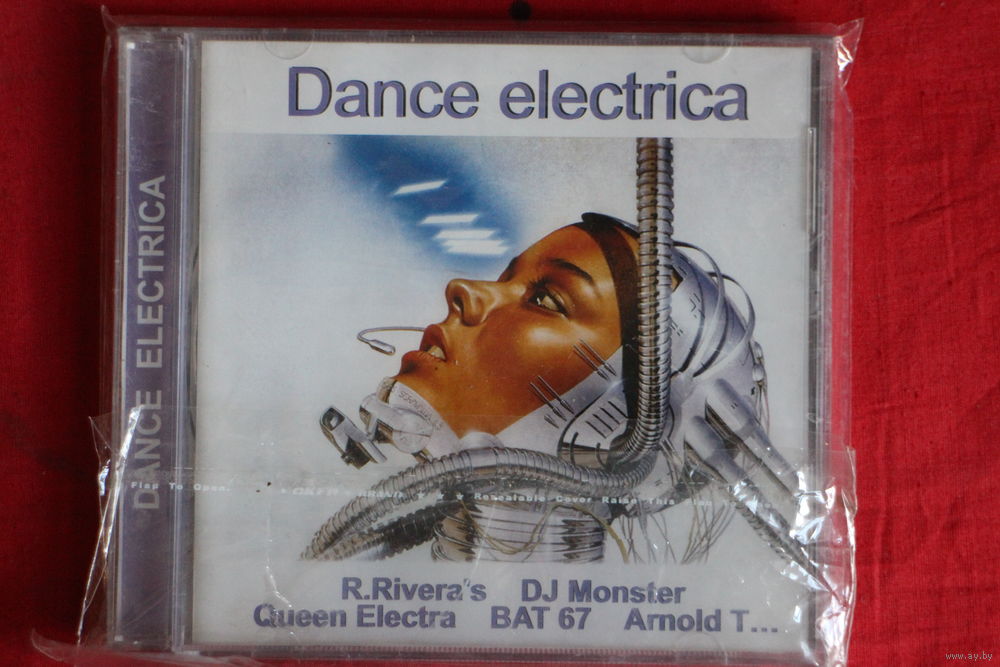 Dance electrica
DANCE ELECTRICA
Flap To Open.
Resealable Cover Raise This
R.Rivera's DJ Monster
Queen Electra BAT 67 Arnold T...
www.ay.by